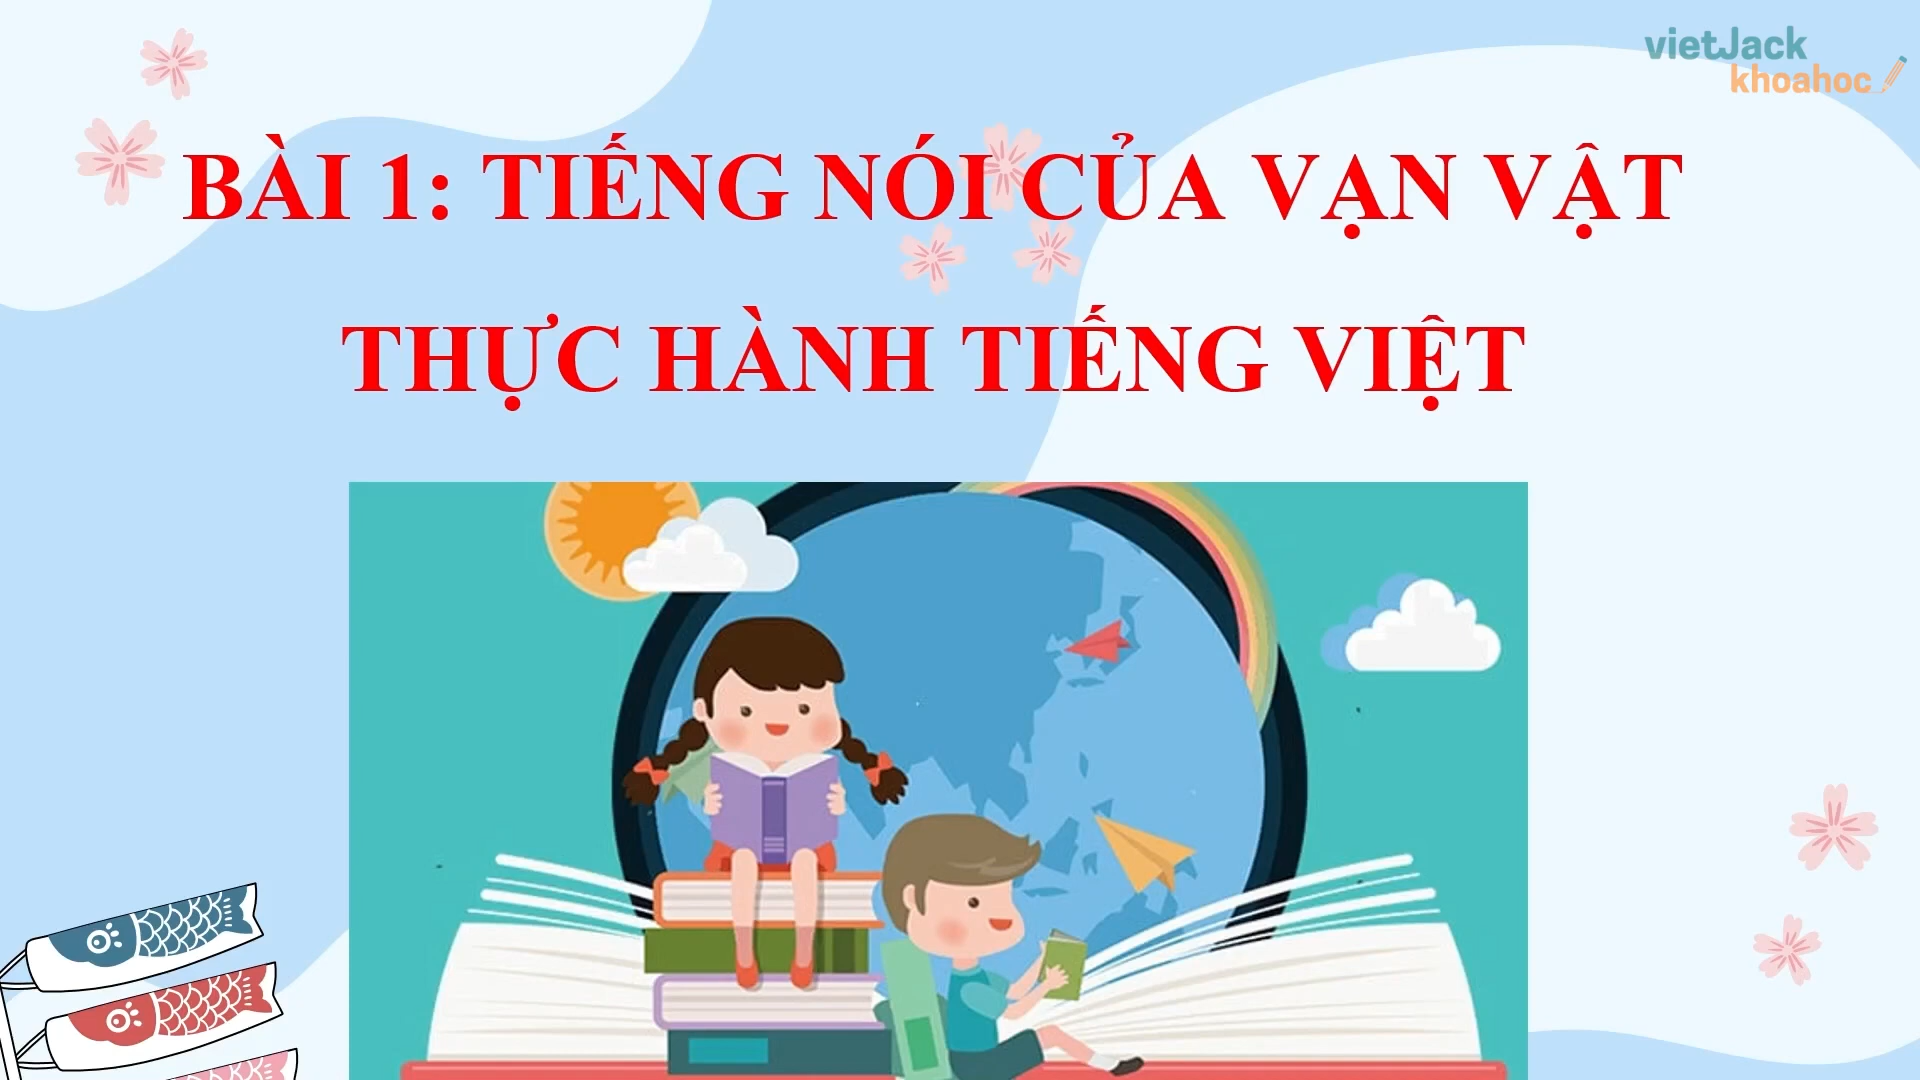 vietJack
khoahoc
BÀI 1: TIẾNG NÓI CỦA VẠN VẬT
THỰC HÀNH TIẾNG VIỆT